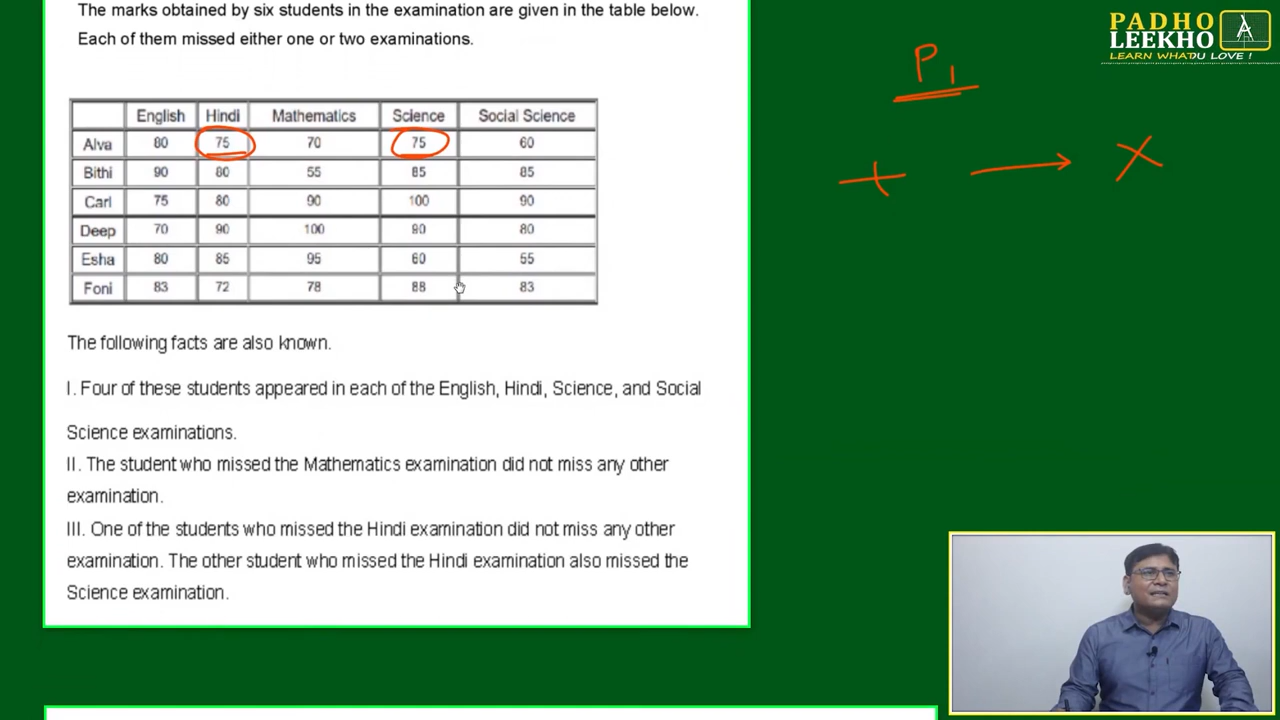 The marks obtained by six students in the examination are given in the table below.
Each of them missed either one or two examinations.
PADHO
LEEKHO
LEARN WHAT U LOVE !
P1
+ → X
English Hindi Mathematics Science Social Science
Alva 80 75 70 75 60
Bithi 90 80 55 85 85
Carl 75 80 90 100 90
Deep 70 90 100 90 80
Esha 80 85 95 60 55
Foni 83 72 78 88 83
The following facts are also known.
I. Four of these students appeared in each of the English, Hindi, Science, and Social
Science examinations.
II. The student who missed the Mathematics examination did not miss any other
examination.
III. One of the students who missed the Hindi examination did not miss any other
examination. The other student who missed the Hindi examination also missed the
Science examination.